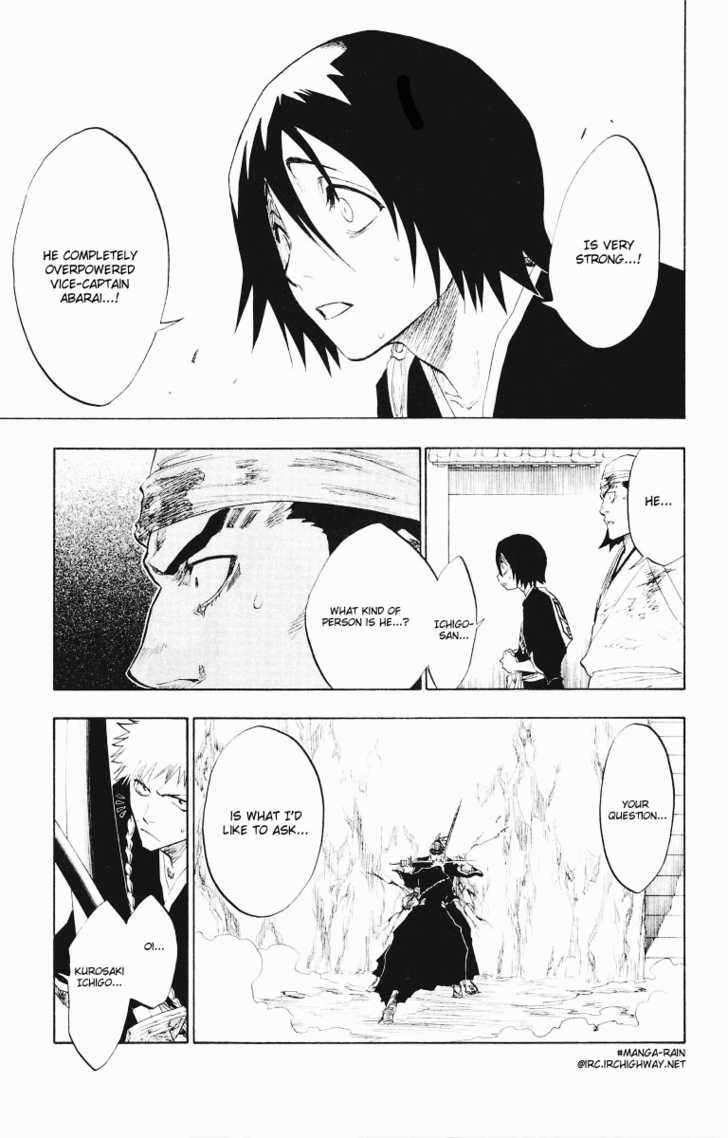 IS VERY
STRONG...!
HE COMPLETELY
OVERPOWERED
VICE-CAPTAIN
ABARAI...!
HE...
ICHIGO-
SAN...
WHAT KIND OF
PERSON IS HE...?
YOUR
QUESTION...
IS WHAT I'D
LIKE TO ASK...
OI...
KUROSAKI
ICHIGO...
#MANGA-RAIN
@IRC.IRCHIGHWAY.NET